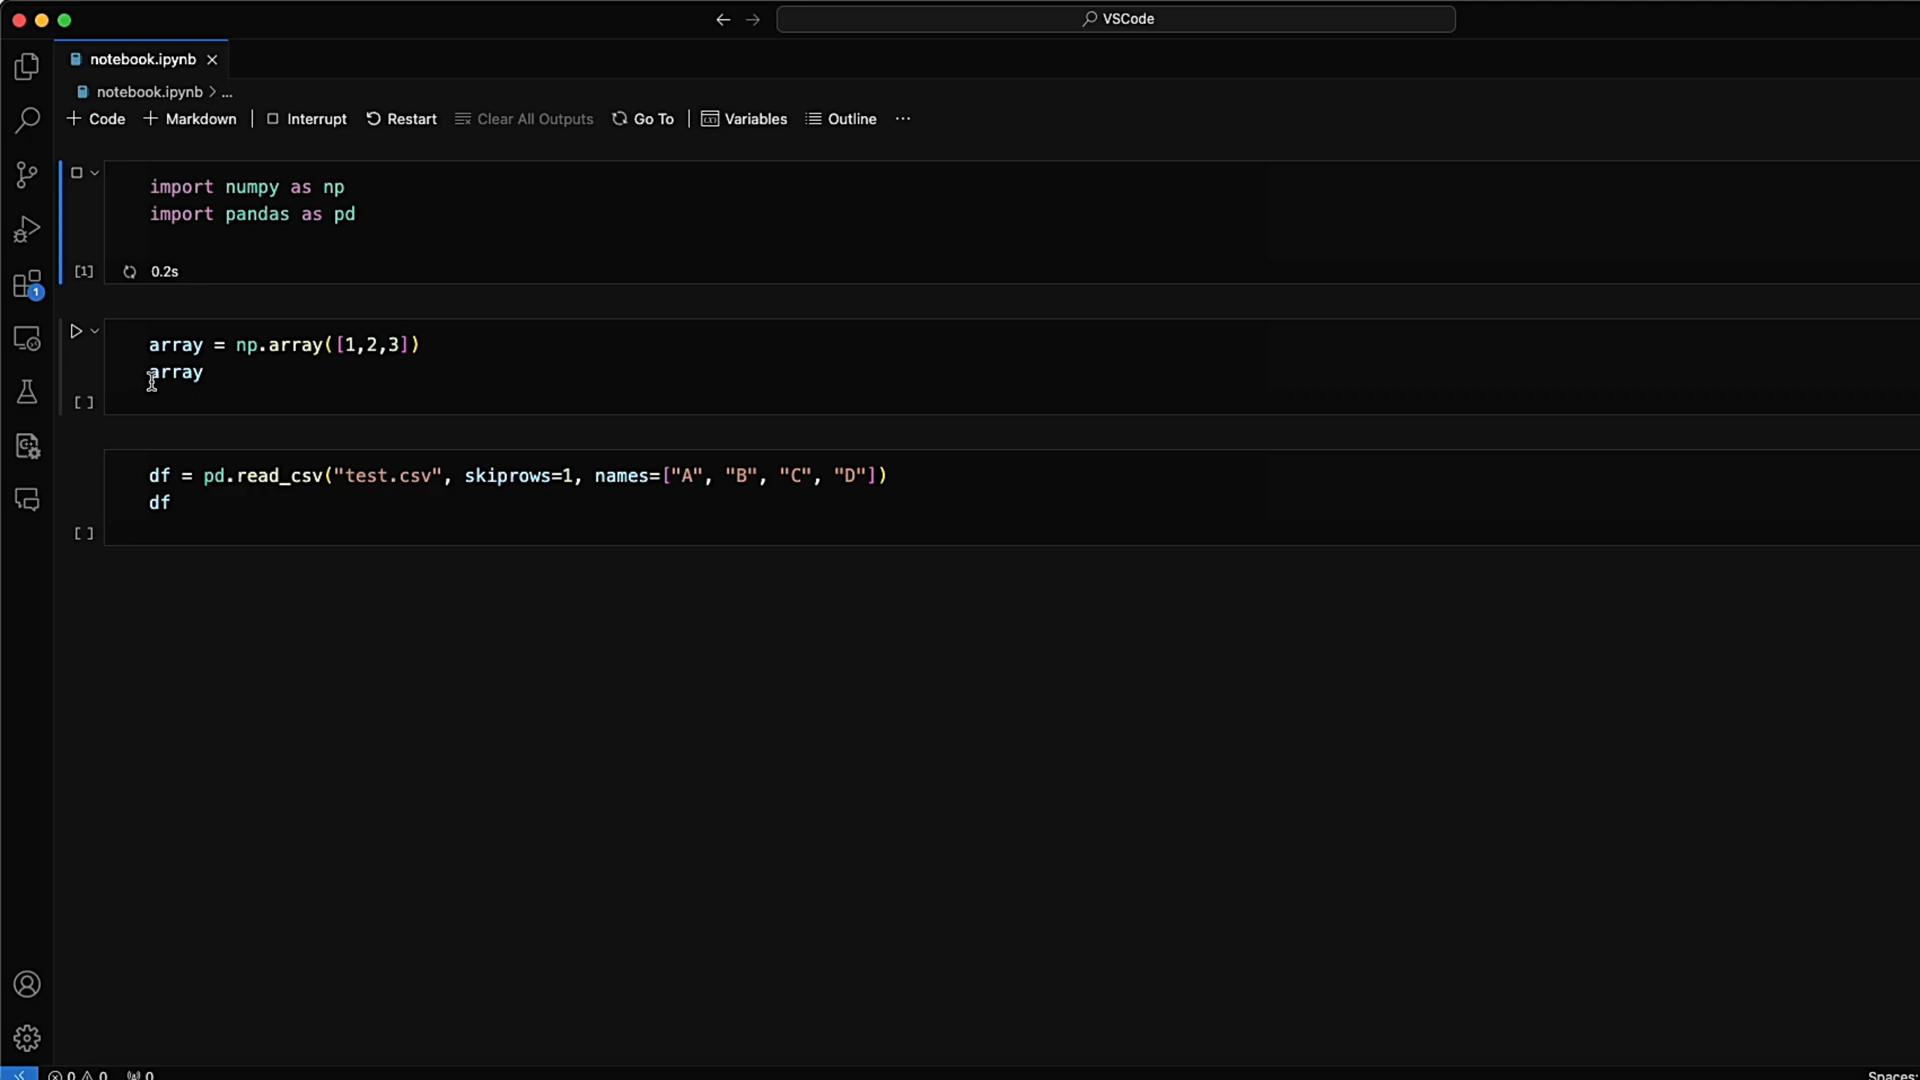 VSCode
notebook.ipynb
notebook.ipynb > ...
Code Markdown Interrupt Restart Clear All Outputs Go To Variables Outline ...
import numpy as np
import pandas as pd
[1] 0.2s
array = np.array([1,2,3])
array
[ ]
df = pd.read_csv("test.csv", skiprows=1, names=["A", "B", "C", "D"])
df
[ ]
1
0 0 0
Spaces: